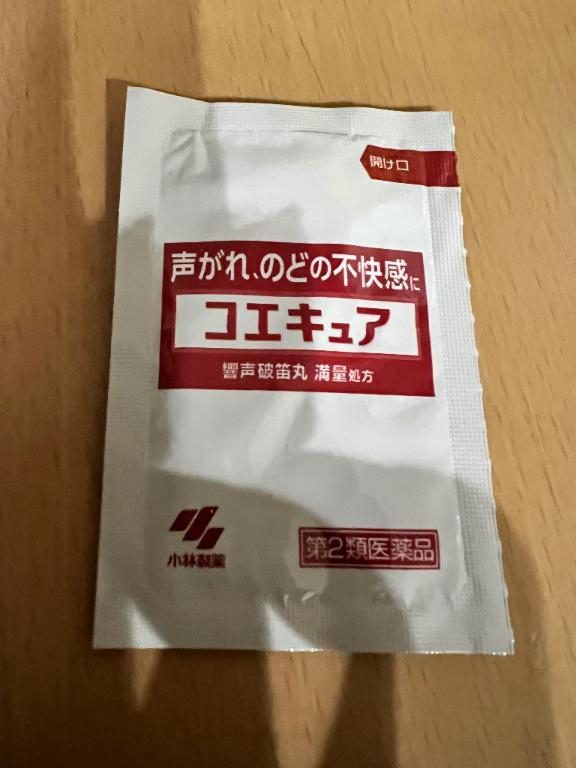 開け口
声がれ、のどの不快感に
コエキュア
響声破笛丸 満量処方
小林製薬
第2類医薬品